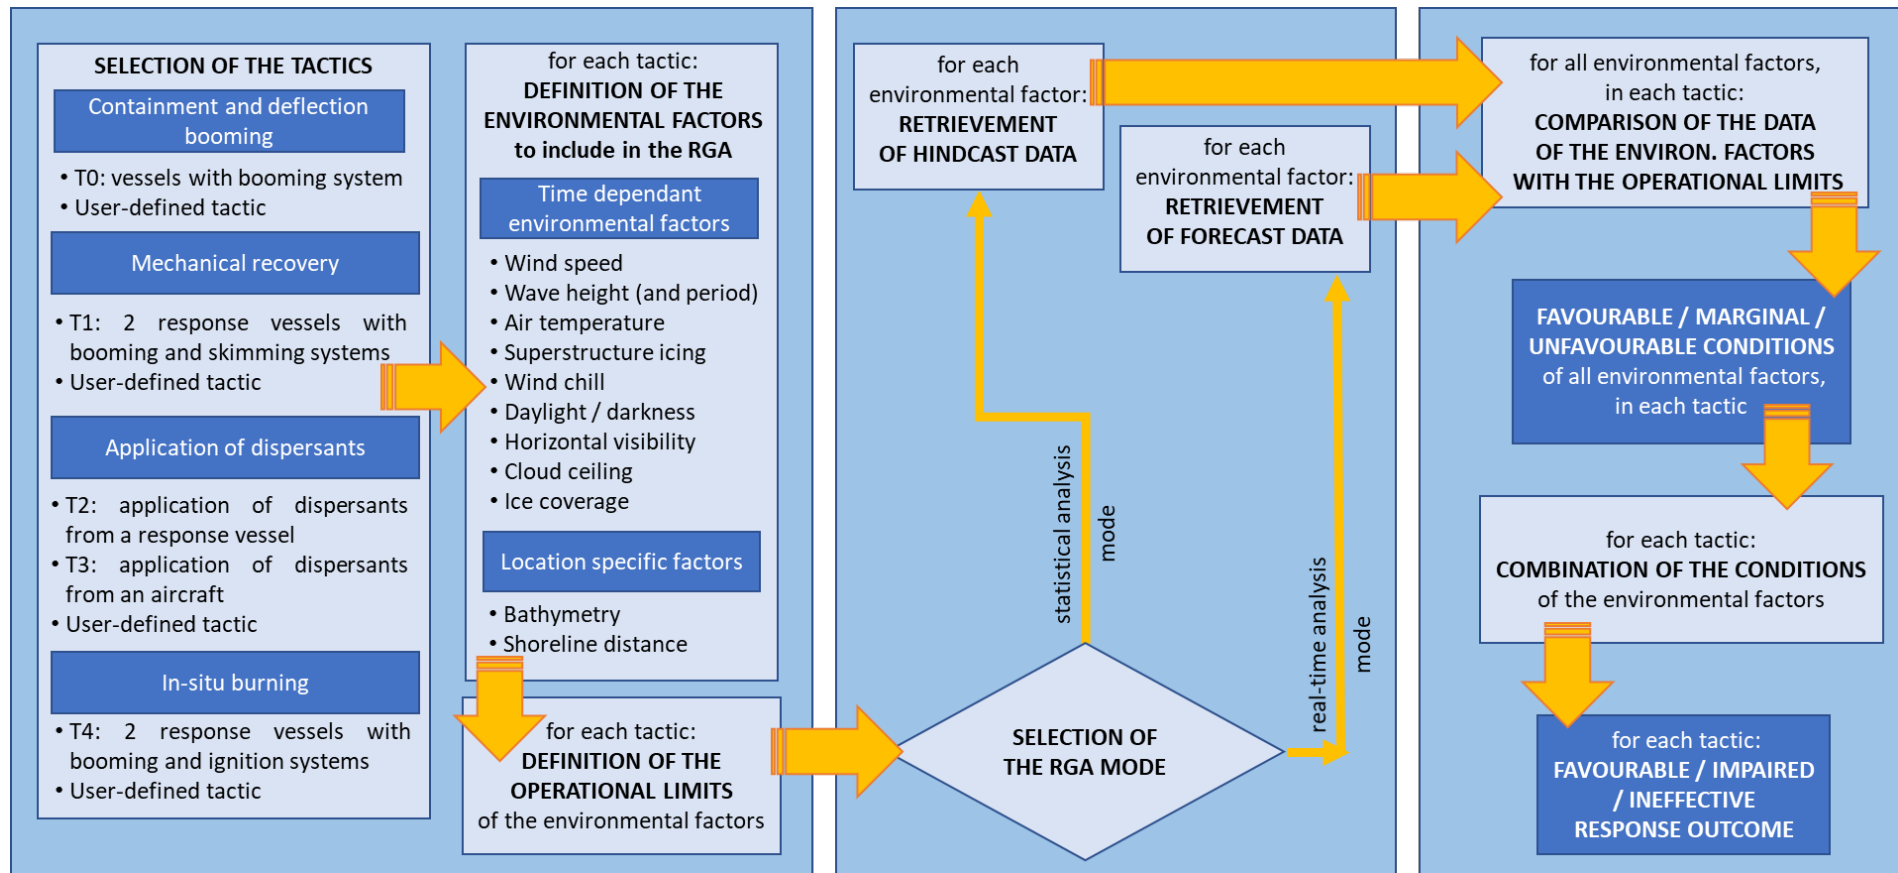 SELECTION OF THE TACTICS
Containment and deflection
booming
• T0: vessels with booming system
• User-defined tactic
Mechanical recovery
• T1: 2 response vessels with
booming and skimming systems
• User-defined tactic
Application of dispersants
• T2: application of dispersants
from a response vessel
• T3: application of dispersants
from an aircraft
• User-defined tactic
In-situ burning
• T4: 2 response vessels with
booming and ignition systems
• User-defined tactic
for each tactic:
DEFINITION OF THE
ENVIRONMENTAL FACTORS
to include in the RGA
Time dependant
environmental factors
• Wind speed
• Wave height (and period)
• Air temperature
• Superstructure icing
• Wind chill
• Daylight / darkness
• Horizontal visibility
• Cloud ceiling
• Ice coverage
Location specific factors
• Bathymetry
• Shoreline distance
for each tactic:
DEFINITION OF THE
OPERATIONAL LIMITS
of the environmental factors
for each
environmental factor:
RETRIEVEMENT
OF HINDCAST DATA
for each
environmental factor:
RETRIEVEMENT
OF FORECAST DATA
statistical analysis
mode
real-time analysis
mode
SELECTION OF
THE RGA MODE
for all environmental factors,
in each tactic:
COMPARISON OF THE DATA
OF THE ENVIRON. FACTORS
WITH THE OPERATIONAL LIMITS
FAVOURABLE / MARGINAL /
UNFAVOURABLE CONDITIONS
of all environmental factors,
in each tactic
for each tactic:
COMBINATION OF THE CONDITIONS
of the environmental factors
for each tactic:
FAVOURABLE / IMPAIRED
/ INEFFECTIVE
RESPONSE OUTCOME